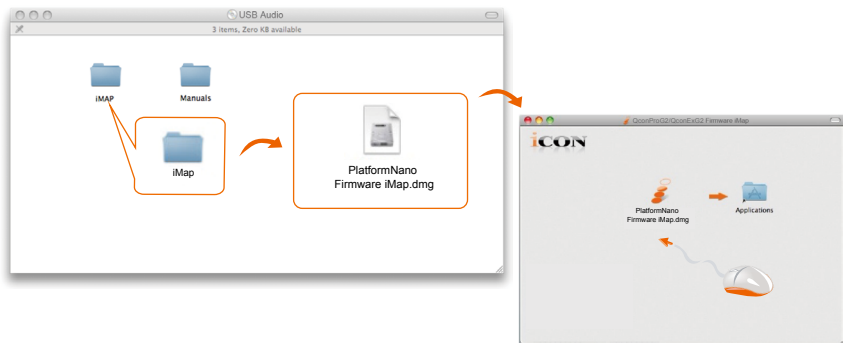 USB Audio
3 items, Zero KB available
iMAP
Manuals
iMap
PlatformNano
Firmware iMap.dmg
QconProG2/QconExG2 Firmware iMap
iCON
PlatformNano
Firmware iMap.dmg
Applications